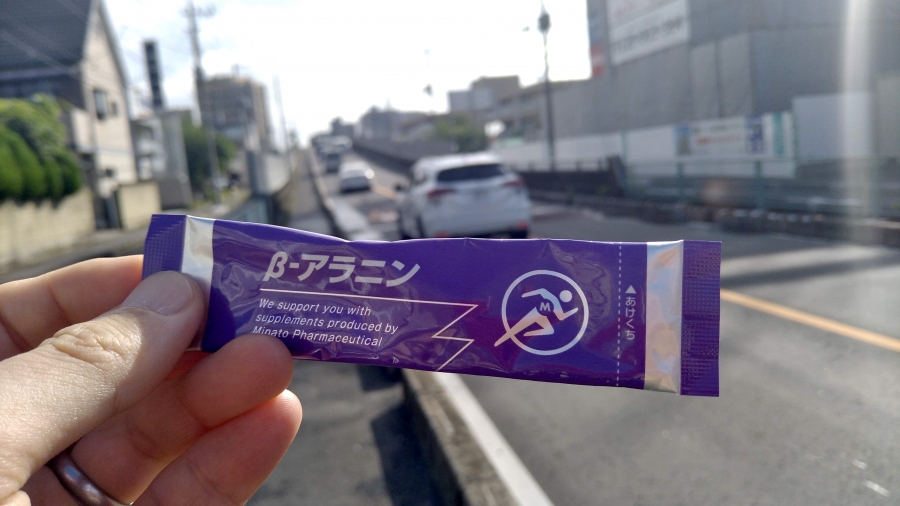 β-アラニン
We support you with
supplements produced by
Minato Pharmaceutical
M
▲あけくち